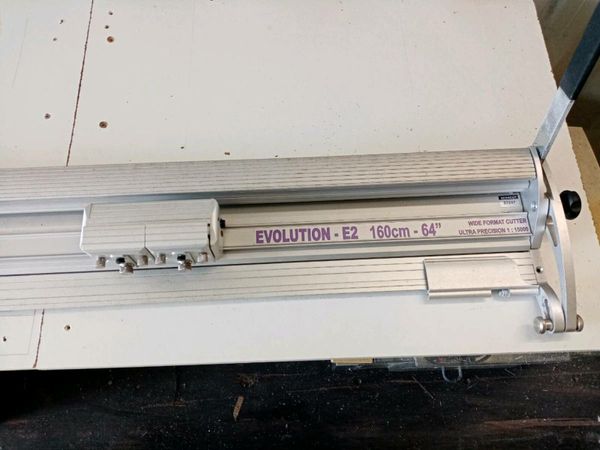 EVOLUTION - E2 160cm - 64"
WIDE FORMAT CUTTER
ULTRA PRECISION 1 : 15000